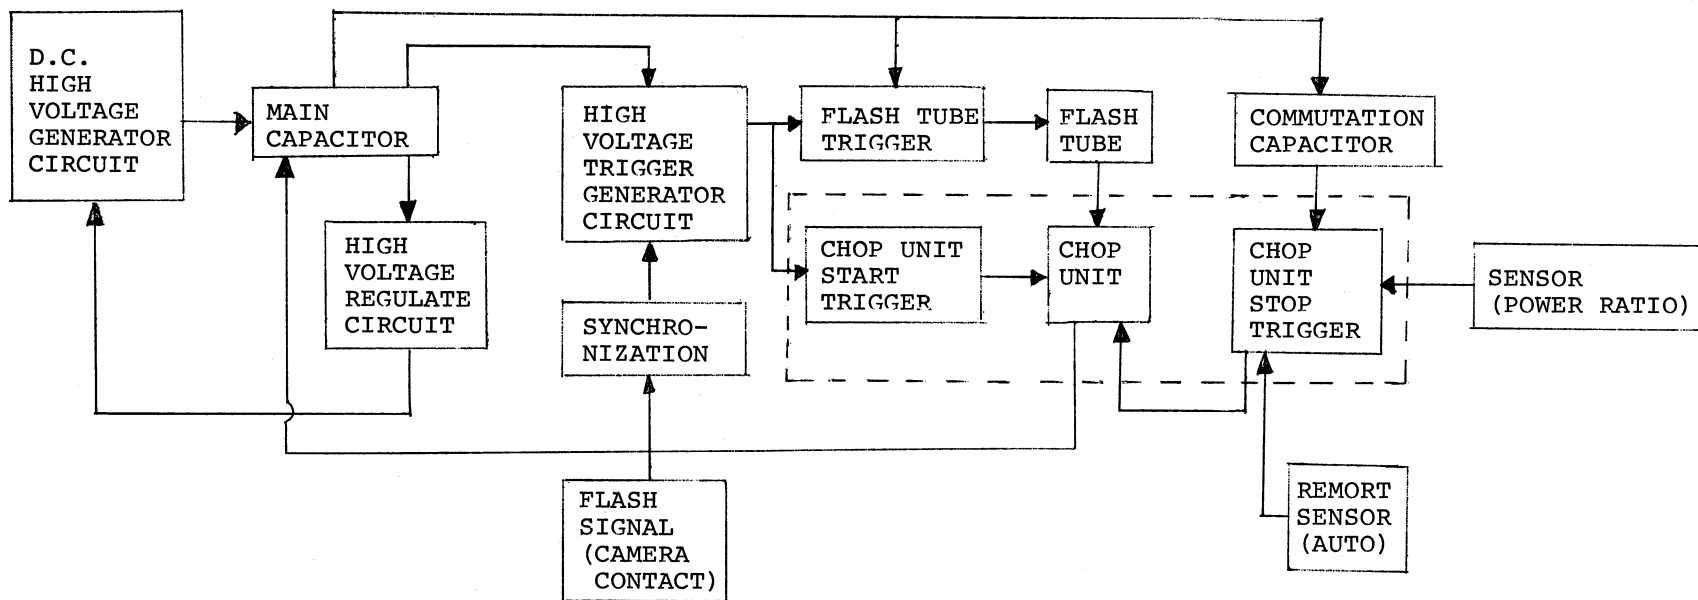 D.C.
HIGH
VOLTAGE
GENERATOR
CIRCUIT
MAIN
CAPACITOR
HIGH
VOLTAGE
REGULATE
CIRCUIT
HIGH
VOLTAGE
TRIGGER
GENERATOR
CIRCUIT
SYNCHRO-
NIZATION
FLASH
SIGNAL
(CAMERA
CONTACT)
FLASH TUBE
TRIGGER
FLASH
TUBE
COMMUTATION
CAPACITOR
CHOP UNIT
START
TRIGGER
CHOP
UNIT
CHOP
UNIT
STOP
TRIGGER
SENSOR
(POWER RATIO)
REMORT
SENSOR
(AUTO)